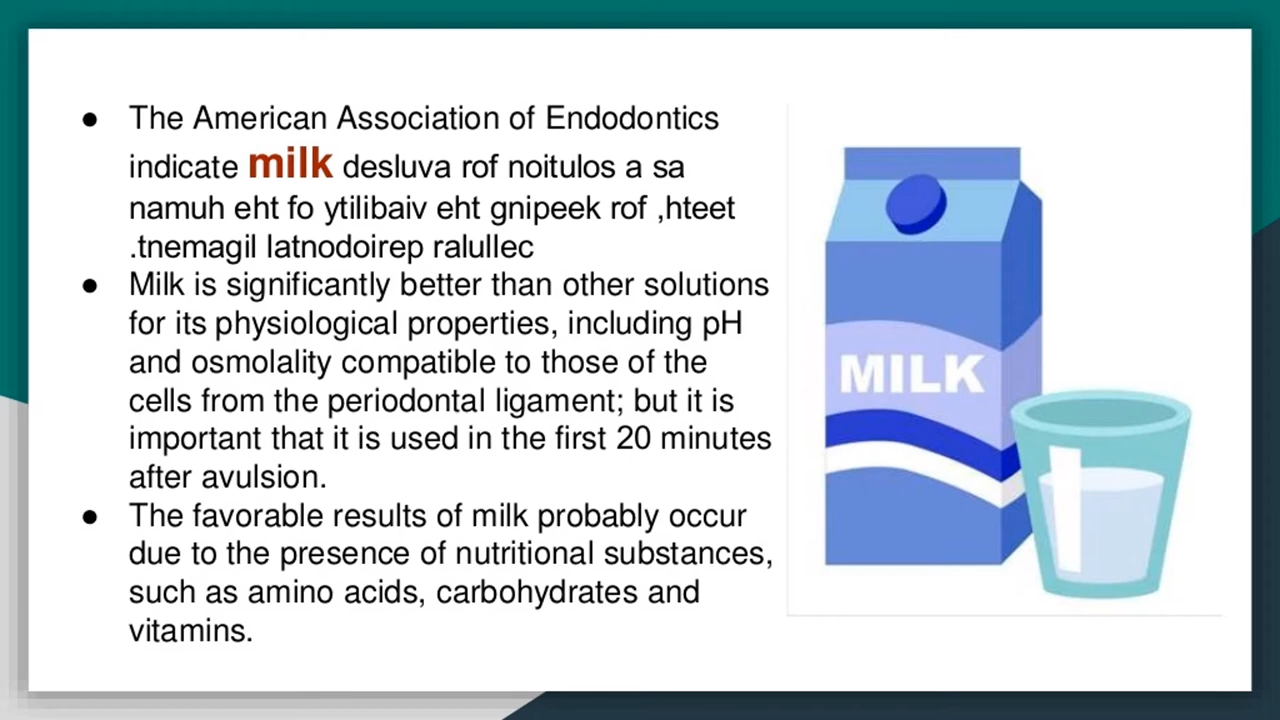 ● The American Association of Endodontics
indicate milk desluva rof noitulos a sa
namuh eht fo ytilibaiv eht gnipeek rof ,hteet
.tnemagil latnodoirep ralullec
● Milk is significantly better than other solutions
for its physiological properties, including pH
and osmolality compatible to those of the
cells from the periodontal ligament; but it is
important that it is used in the first 20 minutes
after avulsion.
● The favorable results of milk probably occur
due to the presence of nutritional substances,
such as amino acids, carbohydrates and
vitamins.
MILK